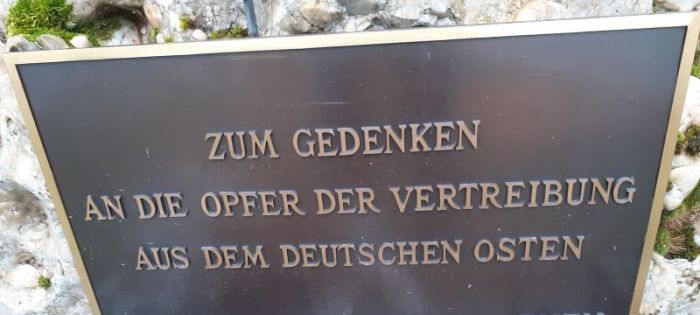 ZUM GEDENKEN
AN DIE OPFER DER VERTREIBUNG
AUS DEM DEUTSCHEN OSTEN